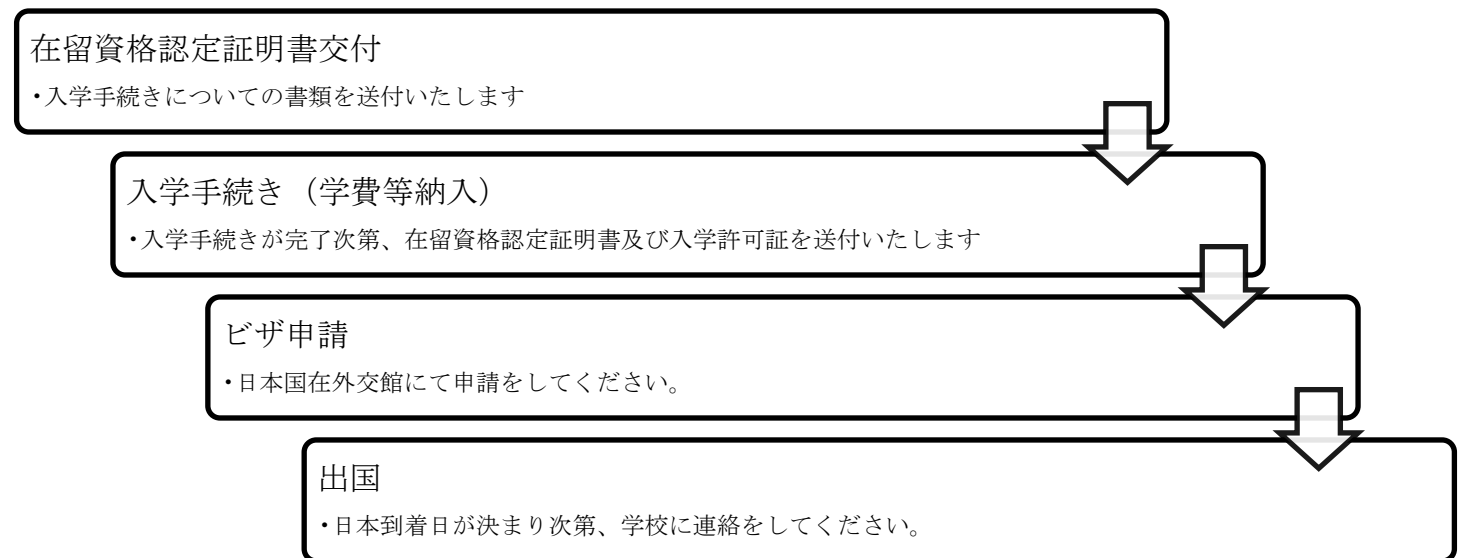 在留資格認定証明書交付
・入学手続きについての書類を送付いたします
入学手続き（学費等納入）
・入学手続きが完了次第、在留資格認定証明書及び入学許可証を送付いたします
ビザ申請
・日本国在外交館にて申請をしてください。
出国
・日本到着日が決まり次第、学校に連絡をしてください。